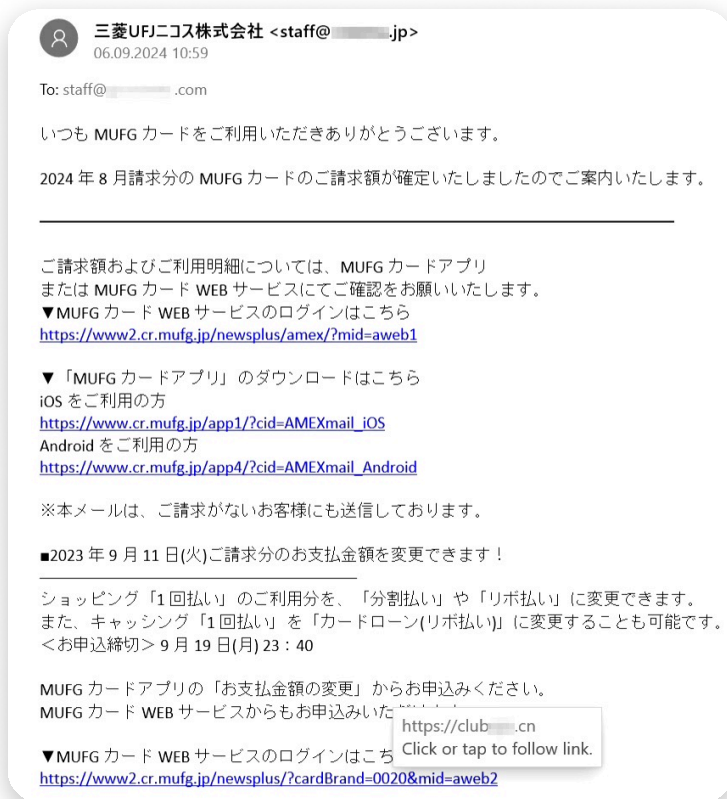 三菱UFJニコス株式会社 <staff@ .jp>
06.09.2024 10:59
To: staff@ .com
いつも MUFG カードをご利用いただきありがとうございます。
2024 年 8 月請求分の MUFG カードのご請求額が確定いたしましたのでご案内いたします。
ご請求額およびご利用明細については、MUFG カードアプリ
または MUFG カード WEB サービスにてご確認をお願いいたします。
▼MUFG カード WEB サービスのログインはこちら
https://www2.cr.mufg.jp/newsplus/amex/?mid=aweb1
▼「MUFG カードアプリ」のダウンロードはこちら
iOS をご利用の方
https://www.cr.mufg.jp/app1/?cid=AMEXmail_iOS
Android をご利用の方
https://www.cr.mufg.jp/app4/?cid=AMEXmail_Android
※本メールは、ご請求がないお客様にも送信しております。
■2023 年 9 月 11 日(火)ご請求分のお支払金額を変更できます！
ショッピング「1 回払い」のご利用分を、「分割払い」や「リボ払い」に変更できます。
また、キャッシング「1 回払い」を「カードローン(リボ払い)」に変更することも可能です。
＜お申込締切＞ 9 月 19 日(月) 23：40
MUFG カードアプリの「お支払金額の変更」からお申込みください。
MUFG カード WEB サービスからもお申込みいた
https://club .cn
Click or tap to follow link.
▼MUFG カード WEB サービスのログインはこち
https://www2.cr.mufg.jp/newsplus/?cardBrand=0020&mid=aweb2